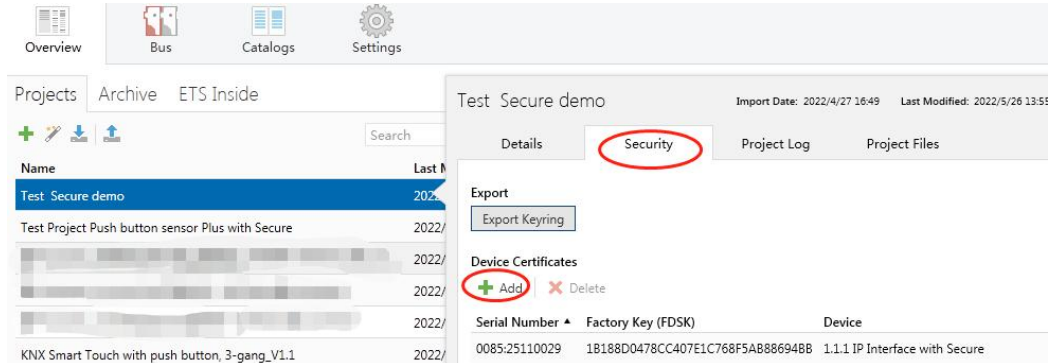 Overview Bus Catalogs Settings
Projects Archive ETS Inside
Search
Name Last M
Test Secure demo 202
Test Project Push button sensor Plus with Secure 2022/
2022/
2022/
2022/
KNX Smart Touch with push button, 3-gang_V1.1 2022/
Test Secure demo Import Date: 2022/4/27 16:49 Last Modified: 2022/5/26 13:55
Details Security Project Log Project Files
Export
Export Keyring
Device Certificates
Add Delete
Serial Number Factory Key (FDSK) Device
0085:25110029 1B188D0478CC407E1C768F5AB88694BB 1.1.1 IP Interface with Secure